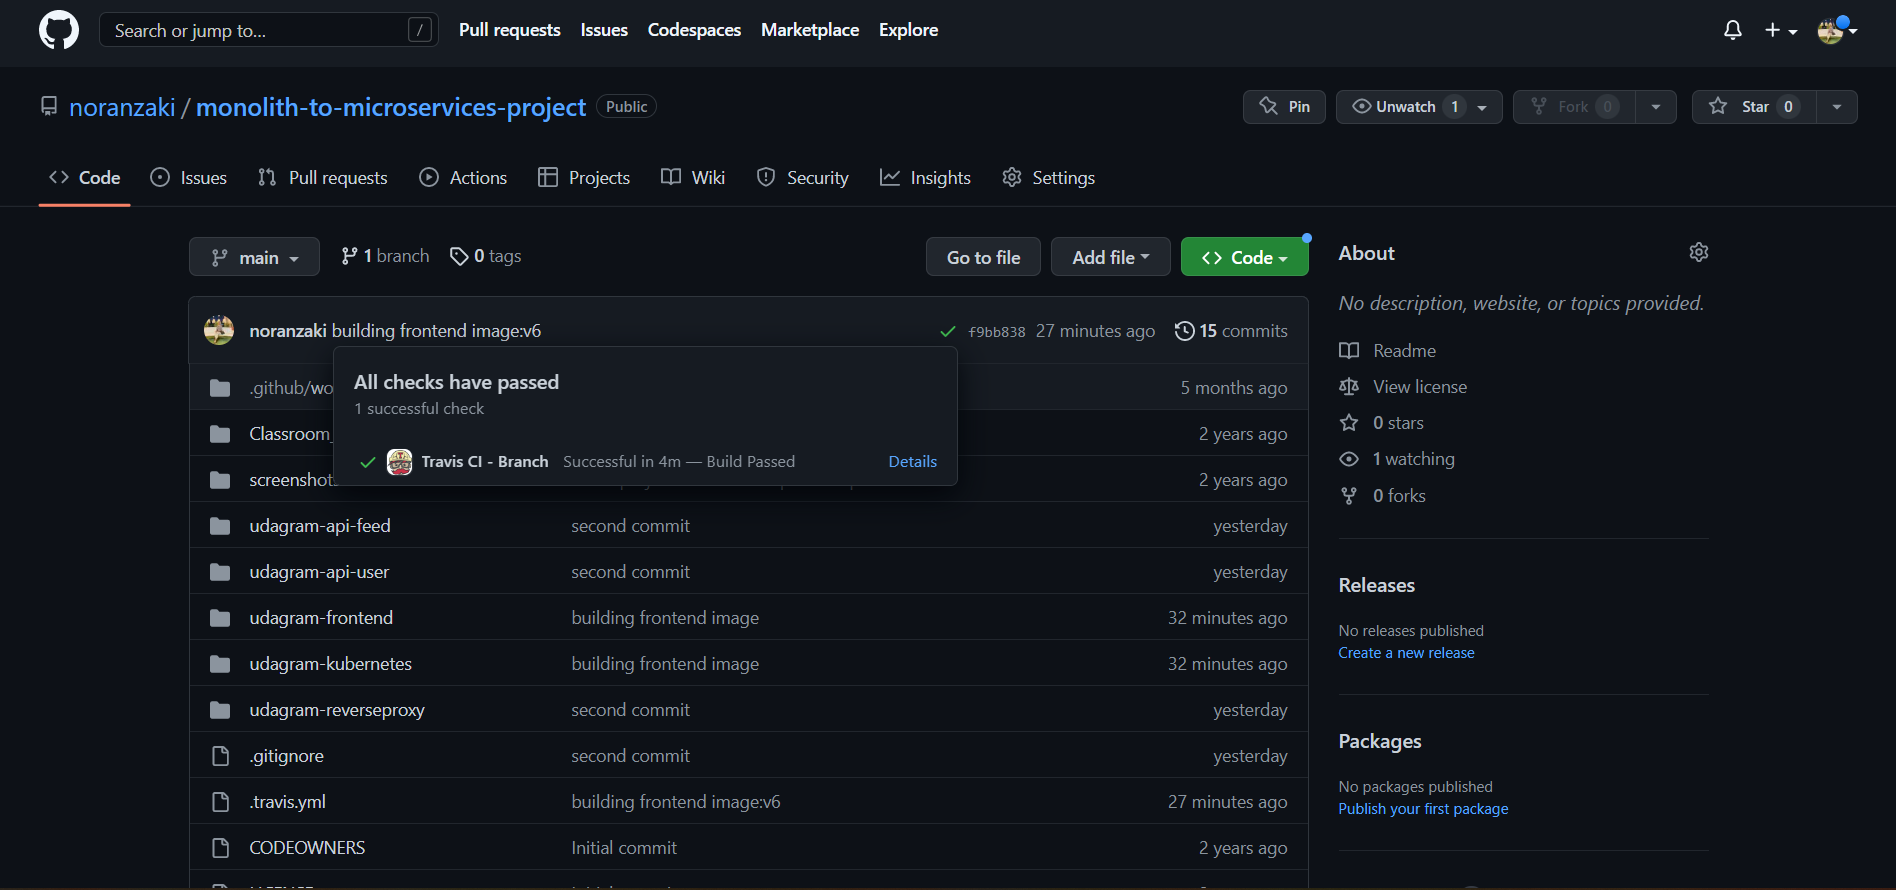 Search or jump to... /
Pull requests Issues Codespaces Marketplace Explore
noranzaki / monolith-to-microservices-project Public
Pin Unwatch 1 Fork 0 Star 0
Code Issues Pull requests Actions Projects Wiki Security Insights Settings
main 1 branch 0 tags Go to file Add file Code
noranzaki building frontend image:v6 f9bb838 27 minutes ago 15 commits
All checks have passed
1 successful check
Travis CI - Branch Successful in 4m — Build Passed Details
.github/wo 5 months ago
Classroom_ 2 years ago
screenshots 2 years ago
udagram-api-feed second commit yesterday
udagram-api-user second commit yesterday
udagram-frontend building frontend image 32 minutes ago
udagram-kubernetes building frontend image 32 minutes ago
udagram-reverseproxy second commit yesterday
.gitignore second commit yesterday
.travis.yml building frontend image:v6 27 minutes ago
CODEOWNERS Initial commit 2 years ago
About
No description, website, or topics provided.
Readme
View license
0 stars
1 watching
0 forks
Releases
No releases published
Create a new release
Packages
No packages published
Publish your first package